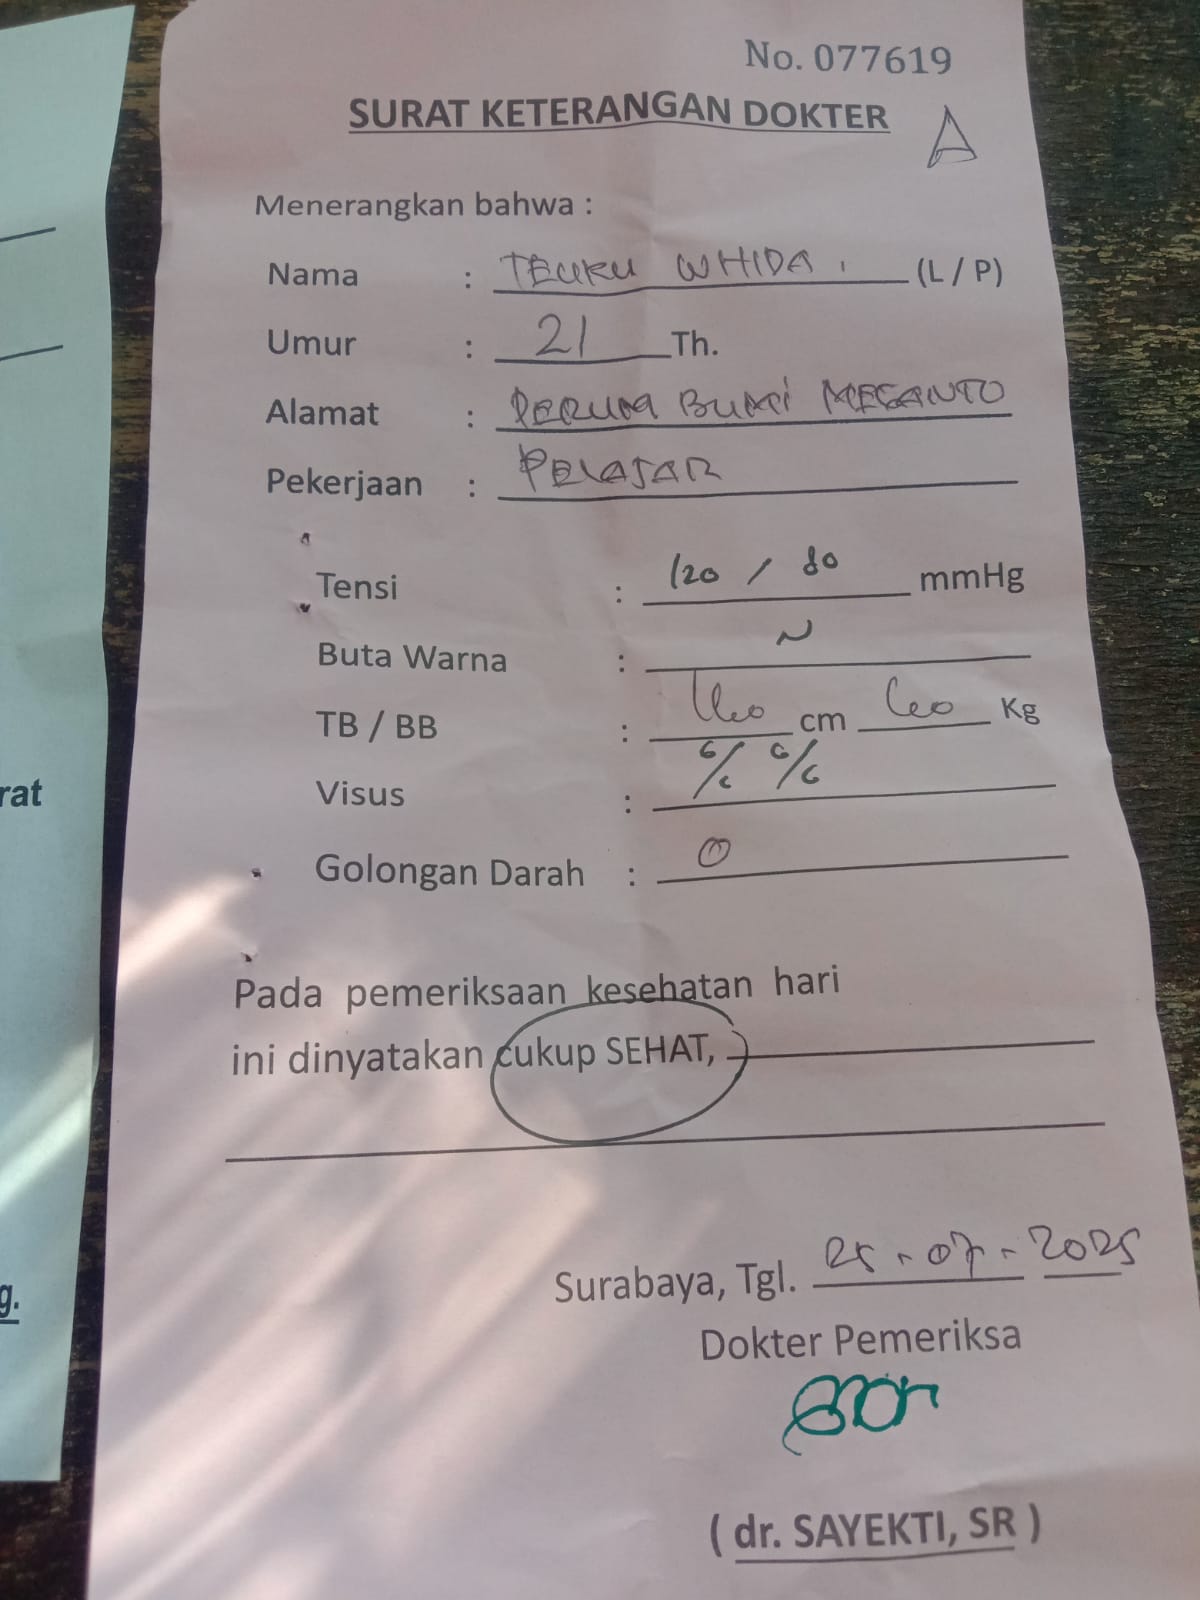 No. 077619
SURAT KETERANGAN DOKTER
A
Menerangkan bahwa :
Nama : TEUKU WHIDA. (L / P)
Umur : 21 Th.
Alamat : PERUM BUMI MEGANTO
Pekerjaan : PELAJAR
Tensi : 120 / 80 mmHg
Buta Warna : N
TB / BB : cm 60 Kg
Visus : 6/6 6/6
Golongan Darah : O
Pada pemeriksaan kesehatan hari
ini dinyatakan cukup SEHAT,
Surabaya, Tgl. 25-07-2025
Dokter Pemeriksa
( dr. SAYEKTI, SR )
rat
g.